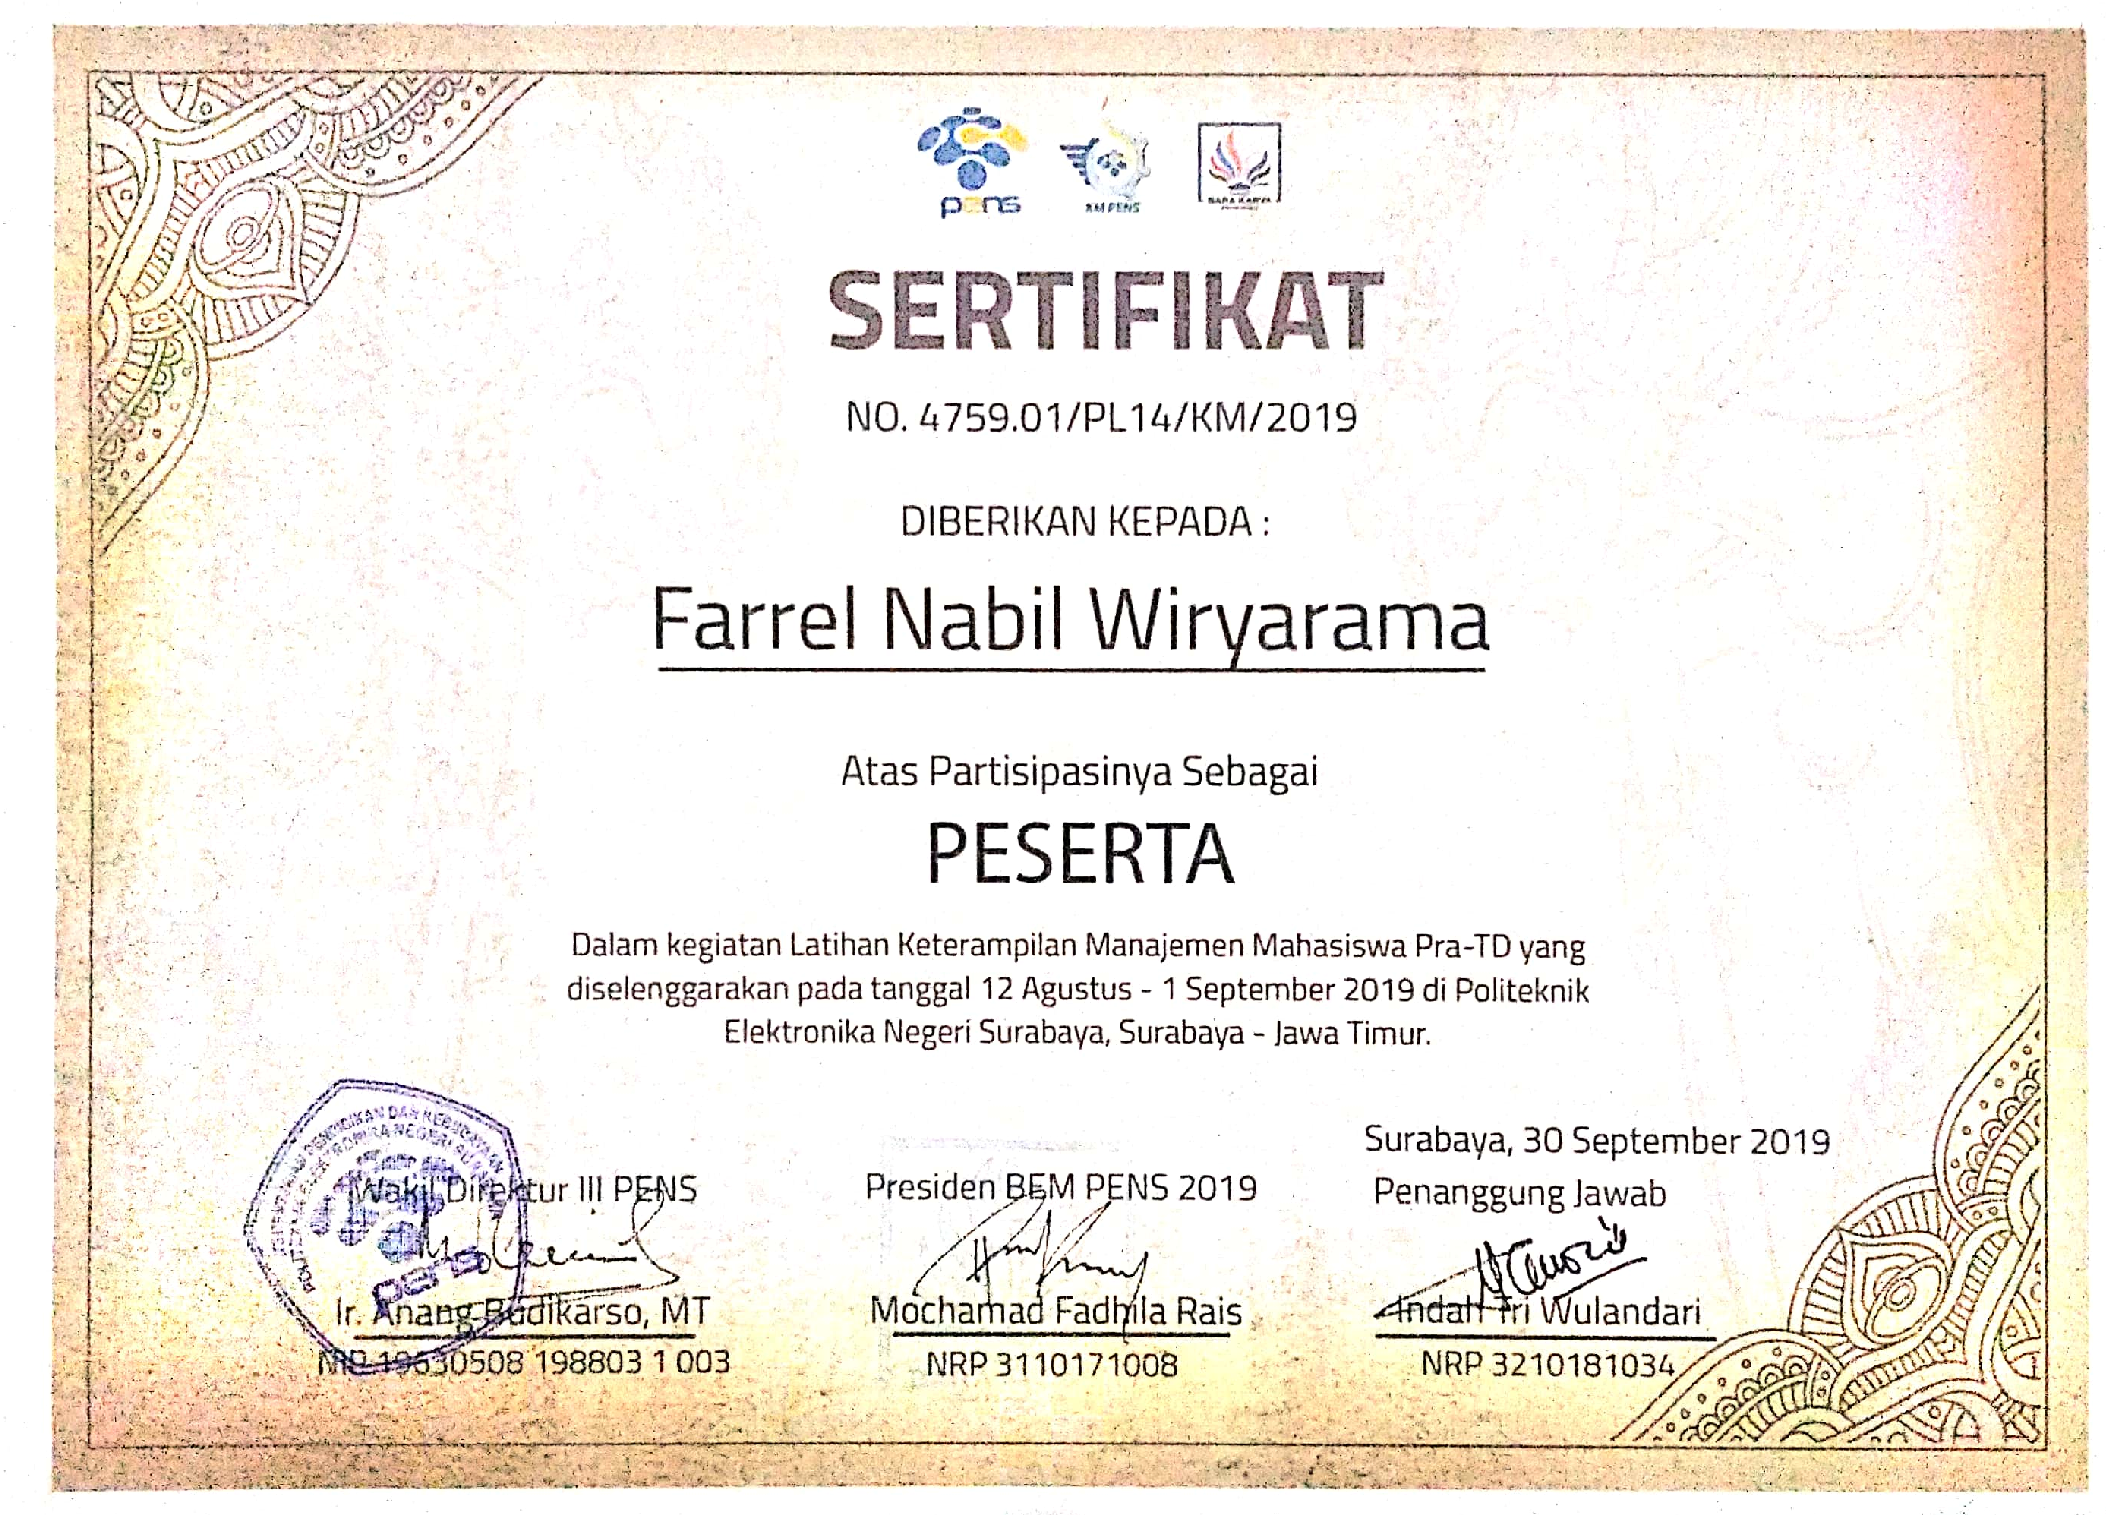 pens
KM PENS
SERTIFIKAT
NO. 4759.01/PL14/KM/2019
DIBERIKAN KEPADA :
Farrel Nabil Wiryarama
Atas Partisipasinya Sebagai
PESERTA
Dalam kegiatan Latihan Keterampilan Manajemen Mahasiswa Pra-TD yang
diselenggarakan pada tanggal 12 Agustus - 1 September 2019 di Politeknik
Elektronika Negeri Surabaya, Surabaya - Jawa Timur.
Surabaya, 30 September 2019
Wakil Direktur III PENS
Presiden BEM PENS 2019
Penanggung Jawab
pens
Ir. Anang Budikarso, MT
Mochamad Fadhila Rais
Indah Tri Wulandari
NIP 19630508 198803 1 003
NRP 3110171008
NRP 3210181034